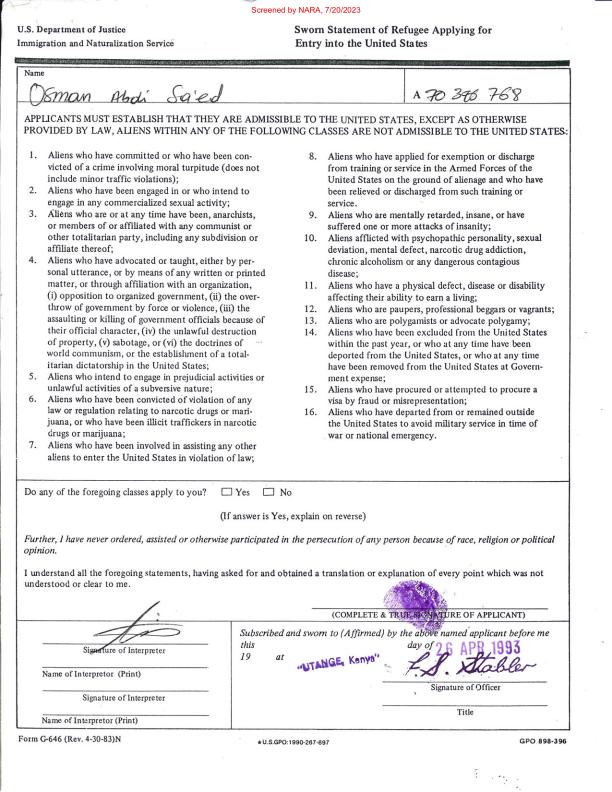 Screened by NARA, 7/20/2023
U.S. Department of Justice
Immigration and Naturalization Service
Sworn Statement of Refugee Applying for
Entry into the United States
Name
Osman Abdi Sa'ed
A 70 396 768
APPLICANTS MUST ESTABLISH THAT THEY ARE ADMISSIBLE TO THE UNITED STATES, EXCEPT AS OTHERWISE
PROVIDED BY LAW, ALIENS WITHIN ANY OF THE FOLLOWING CLASSES ARE NOT ADMISSIBLE TO THE UNITED STATES:
1. Aliens who have committed or who have been con-
victed of a crime involving moral turpitude (does not
include minor traffic violations);
2. Aliens who have been engaged in or who intend to
engage in any commercialized sexual activity;
3. Aliens who are or at any time have been, anarchists,
or members of or affiliated with any communist or
other totalitarian party, including any subdivision or
affiliate thereof;
4. Aliens who have advocated or taught, either by per-
sonal utterance, or by means of any written or printed
matter, or through affiliation with an organization,
(i) opposition to organized government, (ii) the over-
throw of government by force or violence, (iii) the
assaulting or killing of government officials because of
their official character, (iv) the unlawful destruction
of property, (v) sabotage, or (vi) the doctrines of
world communism, or the establishment of a total-
itarian dictatorship in the United States;
5. Aliens who intend to engage in prejudicial activities or
unlawful activities of a subversive nature;
6. Aliens who have been convicted of violation of any
law or regulation relating to narcotic drugs or mari-
juana, or who have been illicit traffickers in narcotic
drugs or marijuana;
7. Aliens who have been involved in assisting any other
aliens to enter the United States in violation of law;
8. Aliens who have applied for exemption or discharge
from training or service in the Armed Forces of the
United States on the ground of alienage and who have
been relieved or discharged from such training or
service.
9. Aliens who are mentally retarded, insane, or have
suffered one or more attacks of insanity;
10. Aliens afflicted with psychopathic personality, sexual
deviation, mental defect, narcotic drug addiction,
chronic alcoholism or any dangerous contagious
disease;
11. Aliens who have a physical defect, disease or disability
affecting their ability to earn a living;
12. Aliens who are paupers, professional beggars or vagrants;
13. Aliens who are polygamists or advocate polygamy;
14. Aliens who have been excluded from the United States
within the past year, or who at any time have been
deported from the United States, or who at any time
have been removed from the United States at Govern-
ment expense;
15. Aliens who have procured or attempted to procure a
visa by fraud or misrepresentation;
16. Aliens who have departed from or remained outside
the United States to avoid military service in time of
war or national emergency.
Do any of the foregoing classes apply to you? Yes No
(If answer is Yes, explain on reverse)
Further, I have never ordered, assisted or otherwise participated in the persecution of any person because of race, religion or political
opinion.
I understand all the foregoing statements, having asked for and obtained a translation or explanation of every point which was not
understood or clear to me.
(COMPLETE & TRUE SIGNATURE OF APPLICANT)
Signature of Interpreter
Name of Interpretor (Print)
Signature of Interpreter
Name of Interpretor (Print)
Subscribed and sworn to (Affirmed) by the above named applicant before me
this day of 26 APR 1993
19 at "UTANGE, Kenya"
F.S. Stabler
Signature of Officer
Title
Form G-646 (Rev. 4-30-83)N
★U.S.GPO:1990-267-697
GPO 898-396